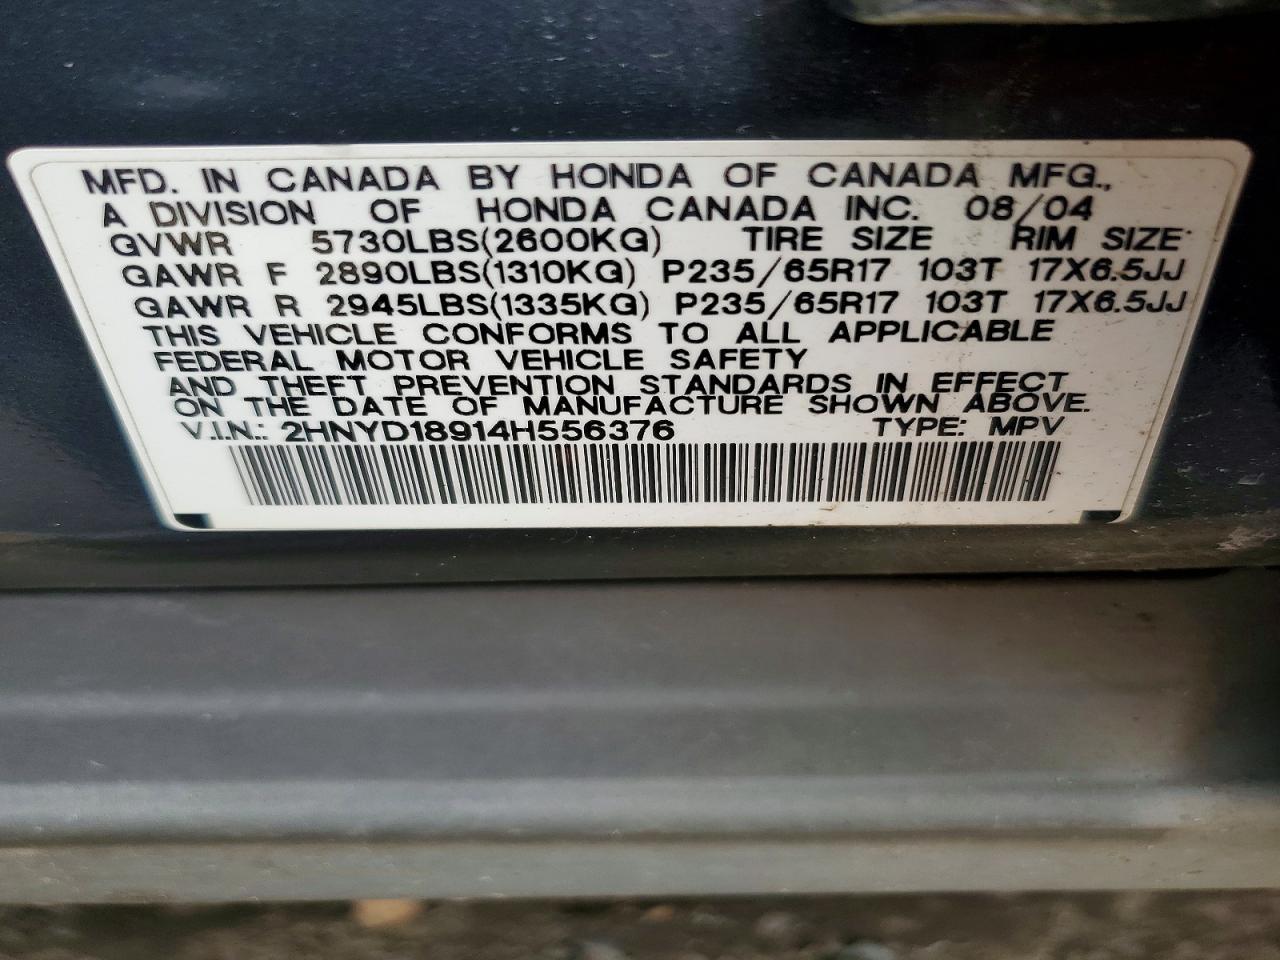 MFD. IN CANADA BY HONDA OF CANADA MFG.,
A DIVISION OF HONDA CANADA INC. 08/04
GVWR 5730LBS(2600KG) TIRE SIZE RIM SIZE
GAWR F 2890LBS(1310KG) P235/65R17 103T 17X6.5JJ
GAWR R 2945LBS(1335KG) P235/65R17 103T 17X6.5JJ
THIS VEHICLE CONFORMS TO ALL APPLICABLE
FEDERAL MOTOR VEHICLE SAFETY
AND THEFT PREVENTION STANDARDS IN EFFECT
ON THE DATE OF MANUFACTURE SHOWN ABOVE.
V.I.N.: 2HNYD18914H556376 TYPE: MPV